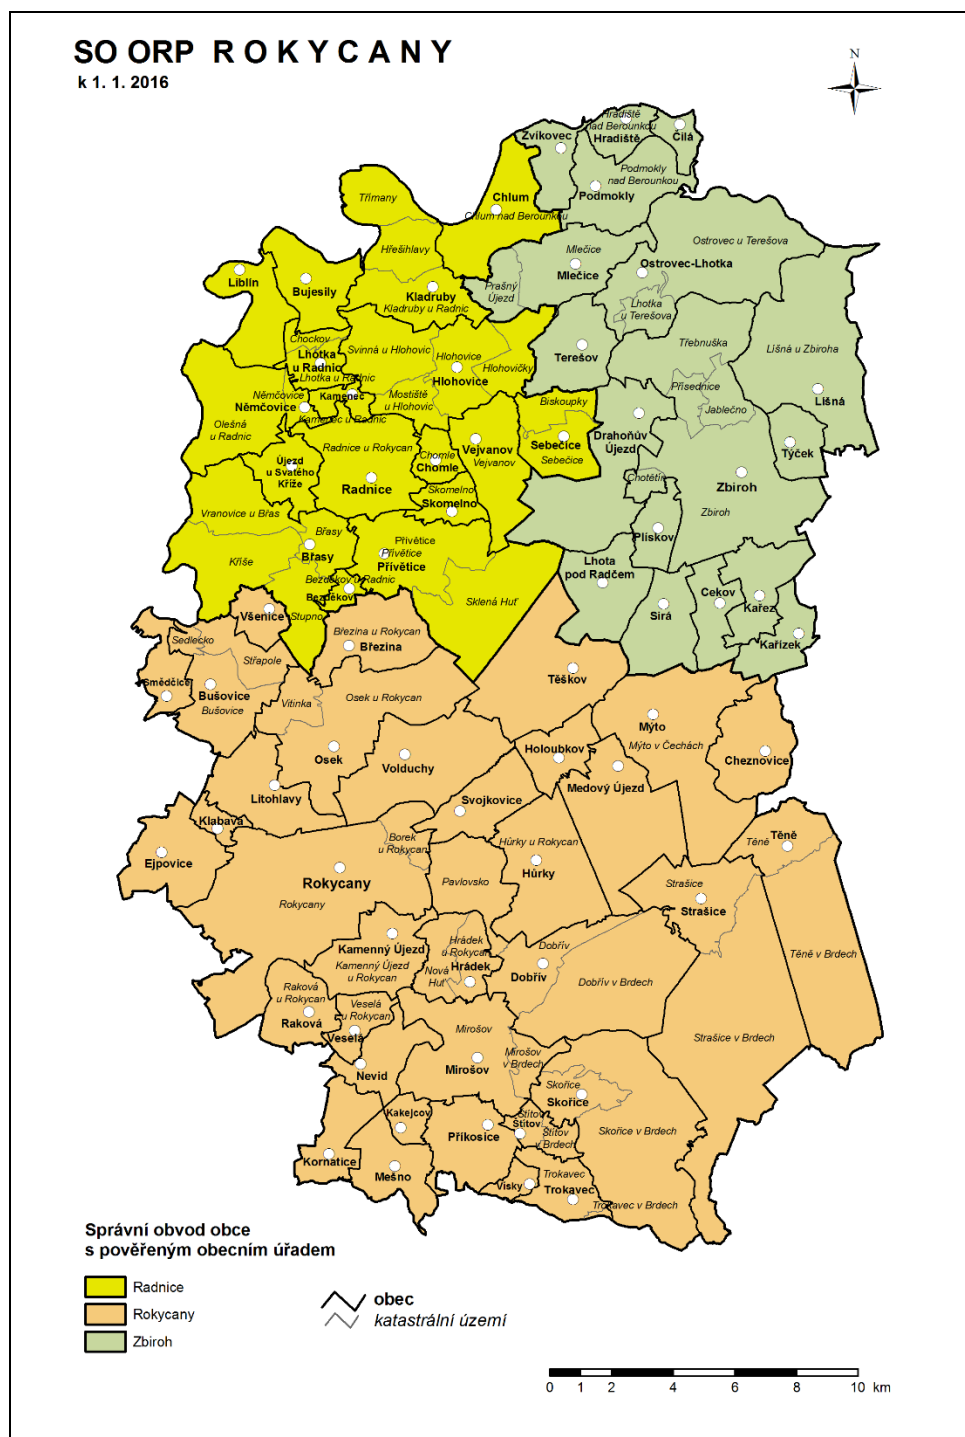 SO ORP R O K Y C A N Y
k 1. 1. 2016
N
Hradiště
nad Berounkou
Hradiště
Čilá
Zvíkovec
Podmokly
nad Berounkou
Podmokly
Třímany
Chlum
Chlum nad Berounkou
Ostrovec u Terešova
Hřešihlavy
Mlečice
Mlečice
Ostrovec-Lhotka
Liblín
Bujesily
Kladruby
Kladruby u Radnic
Prašný
Újezd
Lhotka
u Terešova
Chockov
Lhotka
u Radnic
Lhotka u Radnic
Svinná u Hlohovic
Hlohovice
Hlohovice
Hlohovičky
Terešov
Třebnuška
Líšná u Zbiroha
Líšná
Němčovice
Němčovice
Kamenec
Kamenec u Radnic
Mostiště
u Hlohovic
Biskoupky
Přísednice
Jablečno
Olešná
u Radnic
Radnice u Rokycan
Radnice
Chomle
Chomle
Vejvanov
Vejvanov
Sebečice
Sebečice
Drahoňův
Újezd
Týček
Újezd
u Svatého
Kříže
Skomelno
Skomelno
Chotětín
Zbiroh
Zbiroh
Vranovice u Břas
Břasy
Břasy
Přívětice
Přívětice
Přívětice
Plískov
Kříše
Bezděkov u Radnic
Bezděkov
Sklená Huť
Lhota
pod Radčem
Sirá
Cekov
Kařez
Kařízek
Všenice
Stupno
Sedlecko
Střapole
Březina u Rokycan
Březina
Smědčice
Bušovice
Bušovice
Vitinka
Osek u Rokycan
Těškov
Osek
Volduchy
Holoubkov
Mýto
Mýto v Čechách
Cheznovice
Litohlavy
Svojkovice
Medový Újezd
Klabava
Ejpovice
Borek
u Rokycan
Hůrky u Rokycan
Hůrky
Těně
Těně
Rokycany
Rokycany
Pavlovsko
Strašice
Strašice
Kamenný Újezd
Kamenný Újezd
u Rokycan
Hrádek
u Rokycan
Nová
Huť
Hrádek
Dobřív
Dobřív
Dobřív v Brdech
Těně v Brdech
Raková
u Rokycan
Raková
Veselá
u Rokycan
Veselá
Mirošov
Mirošov
Mirošov
v Brdech
Strašice v Brdech
Nevid
Skořice
Skořice
Skořice v Brdech
Kakejcov
Příkosice
Štítov
Štítov
Štítov
v Brdech
Kornatice
Mešno
Visky
Trokavec
Trokavec
Trokavec v Brdech
Správní obvod obce
s pověřeným obecním úřadem
Radnice
Rokycany
Zbiroh
obec
katastrální území
0 1 2 4 6 8 10 km